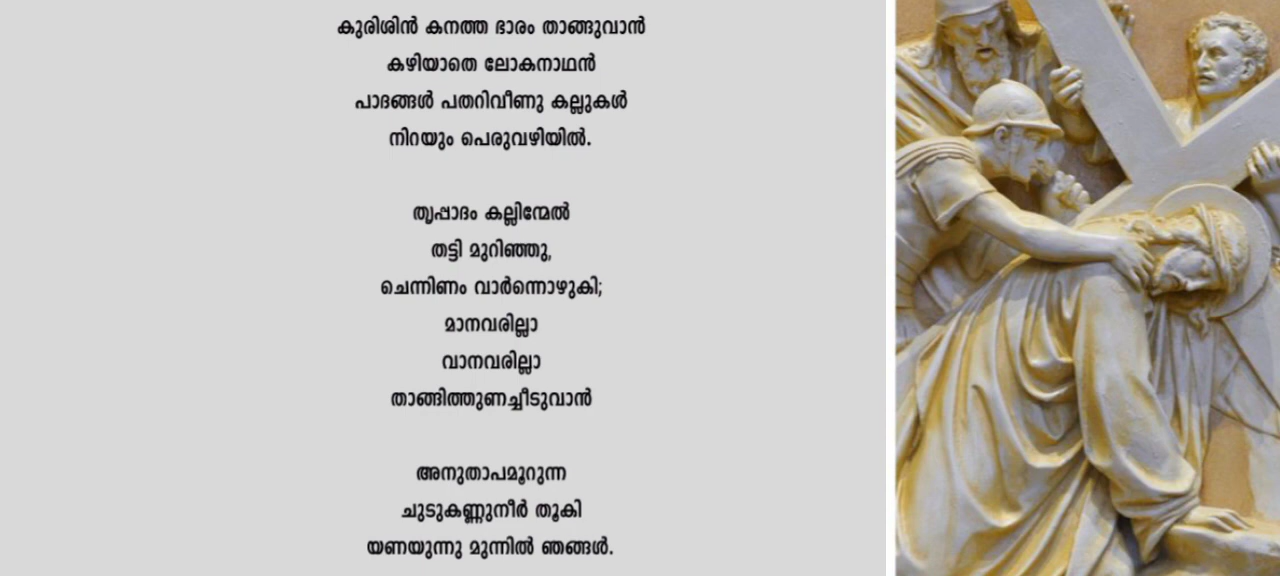 കുരിശിൻ കനത്ത ഭാരം താങ്ങുവാൻ
കഴിയാതെ ലോകനാഥൻ
പാദങ്ങൾ പതറിവീണു കല്ലുകൾ
നിറയും പെരുവഴിയിൽ.
തൃപ്പാദം കല്ലിന്മേൽ
തട്ടി മുറിഞ്ഞു,
ചെന്നിണം വാർന്നൊഴുകി;
മാനവരില്ലാ
വാനവരില്ലാ
താങ്ങിത്തുണച്ചീടുവാൻ
അനുതാപമൂറുന്ന
ചുടുകണ്ണുനീർ തൂകി
യണയുന്നു മുന്നിൽ ഞങ്ങൾ.